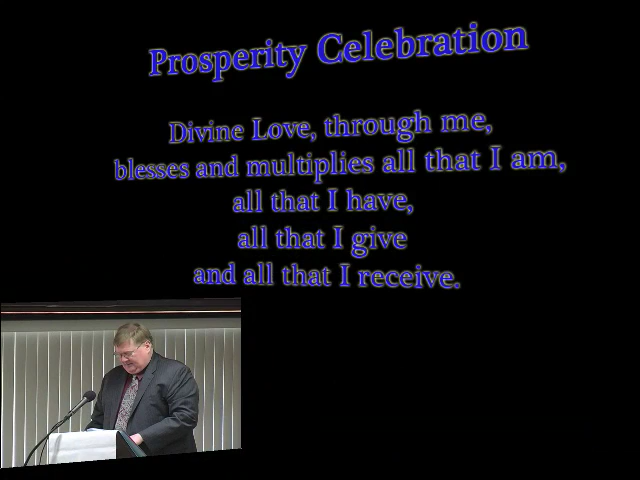 Prosperity Celebration
Divine Love, through me,
blesses and multiplies all that I am,
all that I have,
all that I give
and all that I receive.